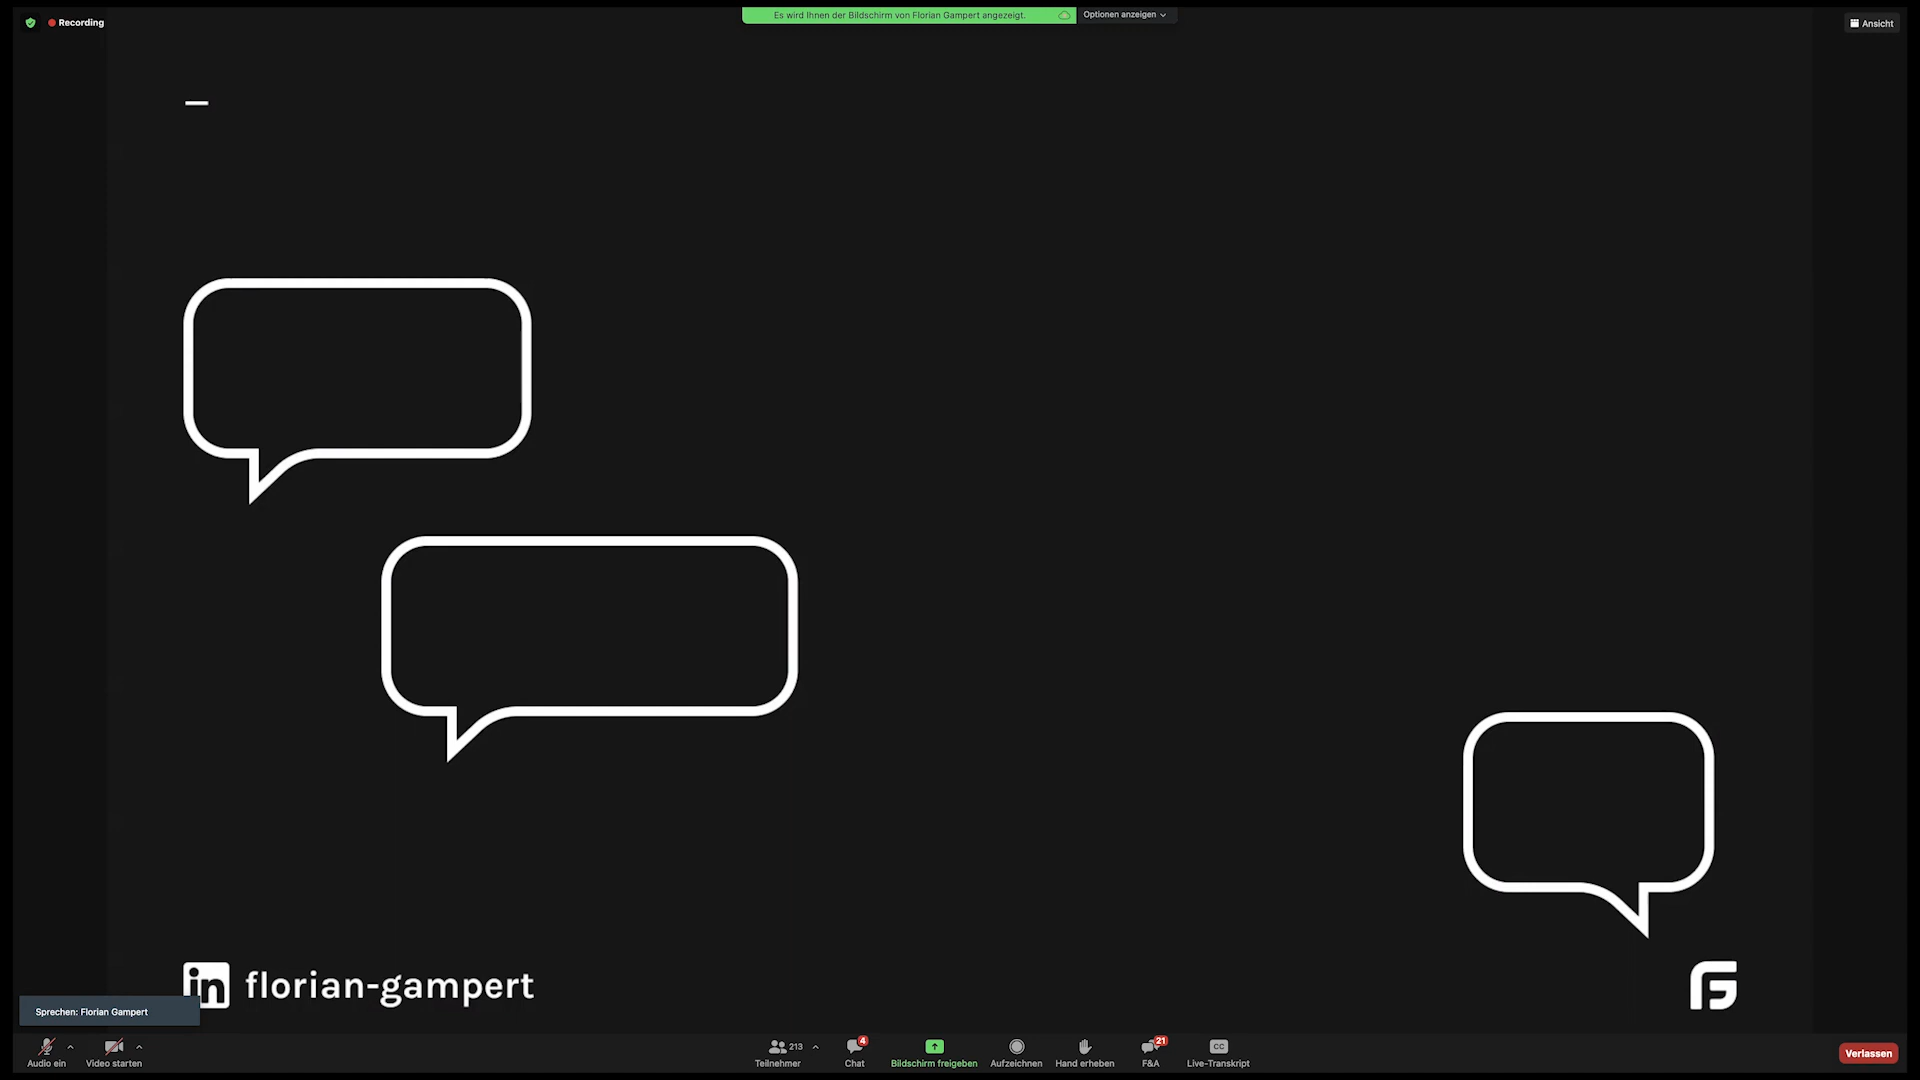 Recording
Es wird Ihnen der Bildschirm von Florian Gampert angezeigt.
Optionen anzeigen
Ansicht
in florian-gampert
Sprechen: Florian Gampert
Audio ein
Video starten
213
Teilnehmer
4
Chat
Bildschirm freigeben
Aufzeichnen
Hand erheben
21
F&A
CC
Live-Transkript
Verlassen